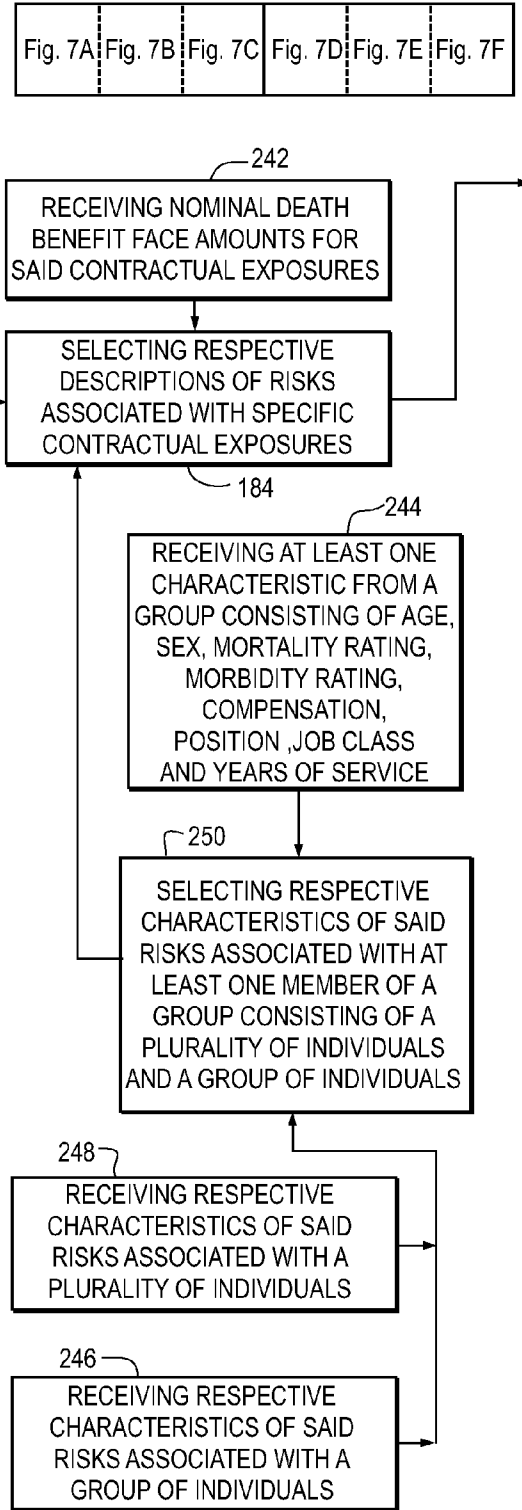 Fig. 7A Fig. 7B Fig. 7C Fig. 7D Fig. 7E Fig. 7F
242
RECEIVING NOMINAL DEATH
BENEFIT FACE AMOUNTS FOR
SAID CONTRACTUAL EXPOSURES
SELECTING RESPECTIVE
DESCRIPTIONS OF RISKS
ASSOCIATED WITH SPECIFIC
CONTRACTUAL EXPOSURES
184
244
RECEIVING AT LEAST ONE
CHARACTERISTIC FROM A
GROUP CONSISTING OF AGE,
SEX, MORTALITY RATING,
MORBIDITY RATING,
COMPENSATION,
POSITION ,JOB CLASS
AND YEARS OF SERVICE
250
SELECTING RESPECTIVE
CHARACTERISTICS OF SAID
RISKS ASSOCIATED WITH AT
LEAST ONE MEMBER OF A
GROUP CONSISTING OF A
PLURALITY OF INDIVIDUALS
AND A GROUP OF INDIVIDUALS
248
RECEIVING RESPECTIVE
CHARACTERISTICS OF SAID
RISKS ASSOCIATED WITH A
PLURALITY OF INDIVIDUALS
246
RECEIVING RESPECTIVE
CHARACTERISTICS OF SAID
RISKS ASSOCIATED WITH A
GROUP OF INDIVIDUALS